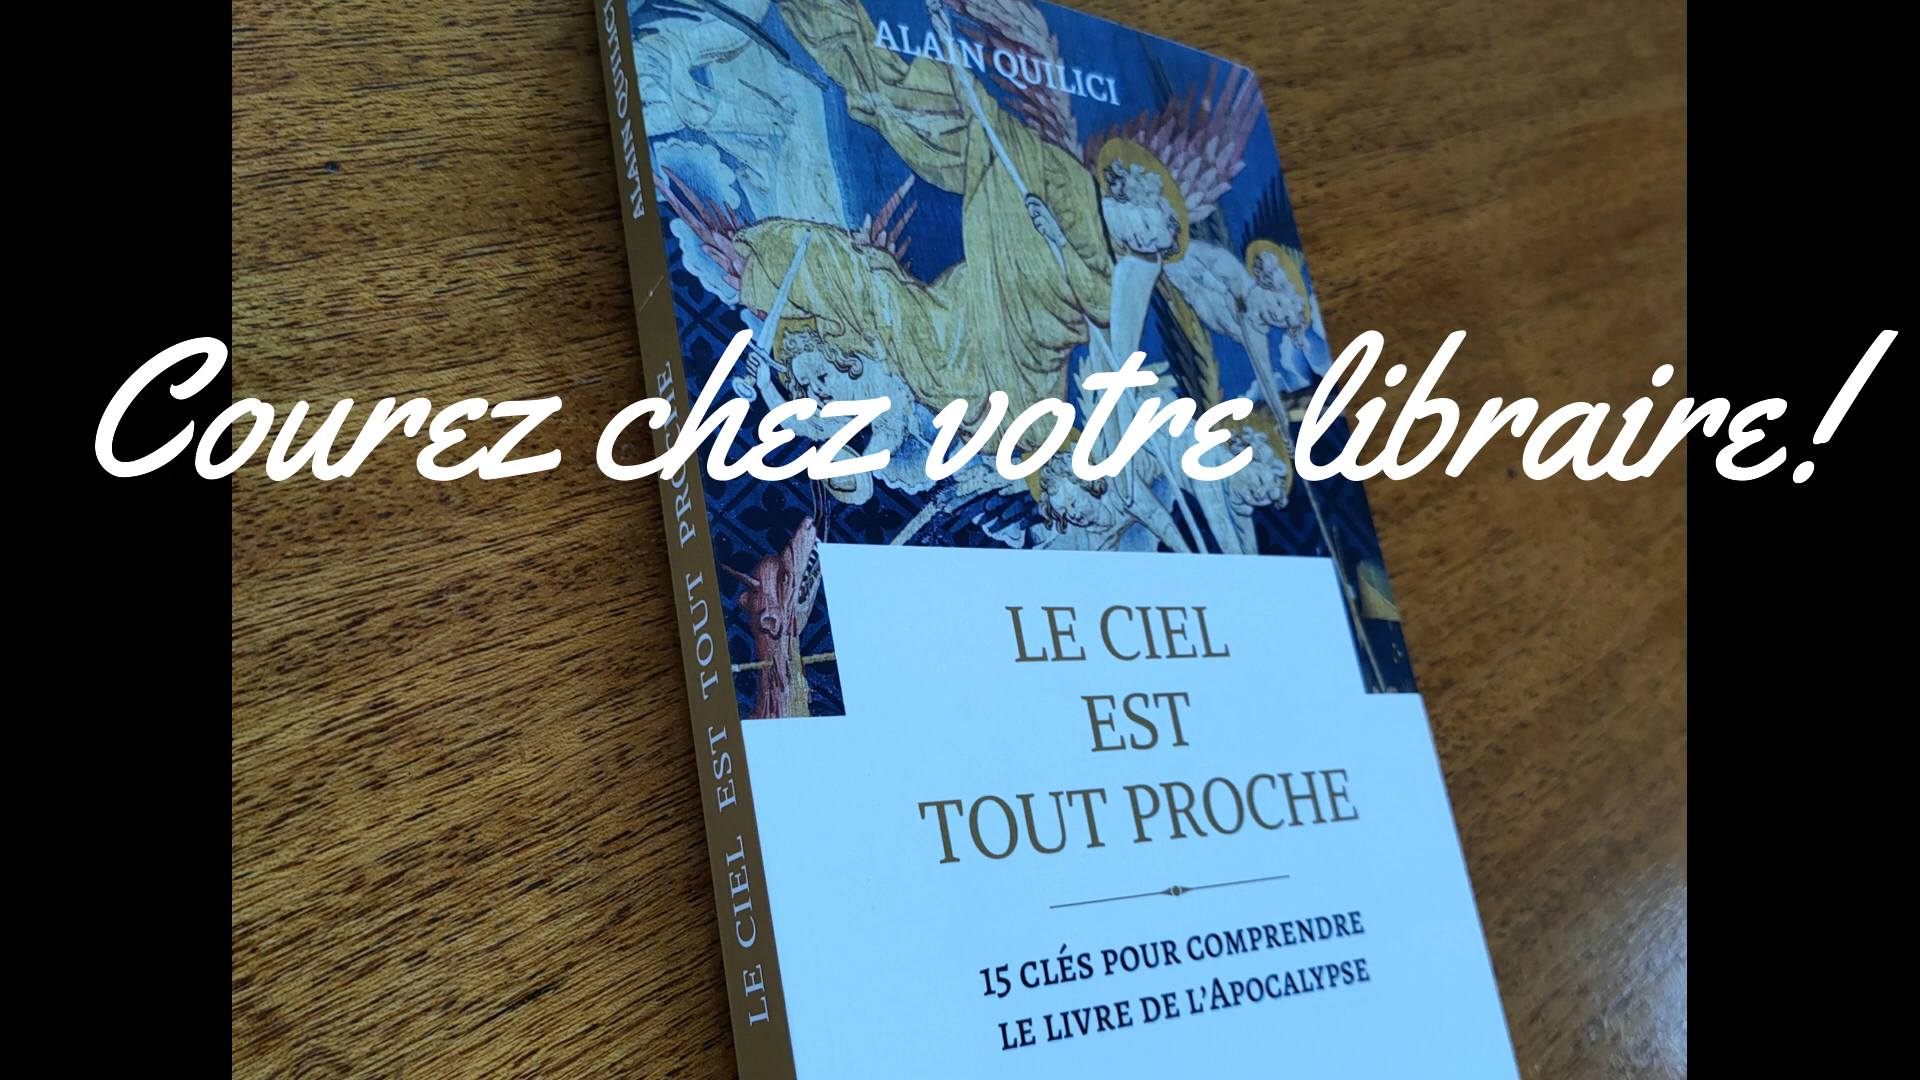 ALAIN QUILICI
Courez chez votre libraire!
LE CIEL
EST
TOUT PROCHE
15 CLÉS POUR COMPRENDRE
LE LIVRE DE L'APOCALYPSE
LE CIEL EST TOUT PROCHE
ALAIN QUILICI